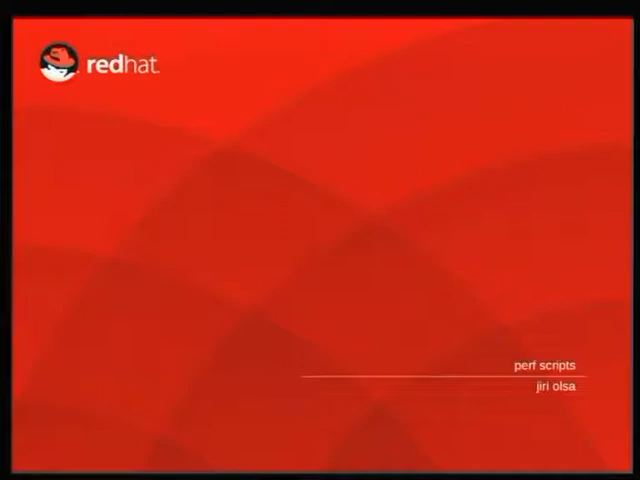 redhat.
perf scripts
jiri olsa